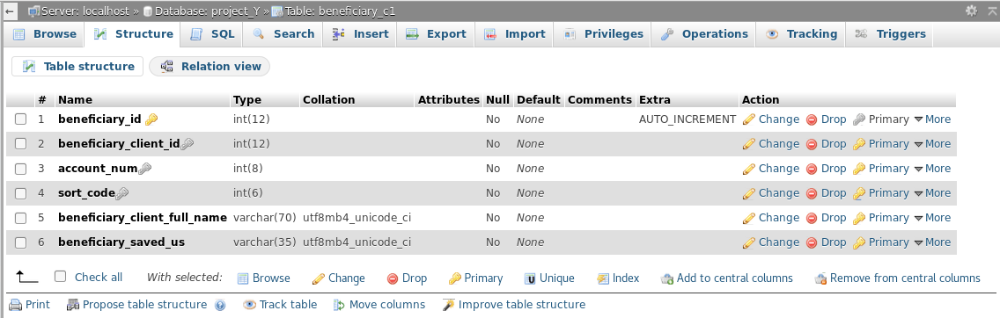 Server: localhost » Database: project_Y » Table: beneficiary_c1
Browse Structure SQL Search Insert Export Import Privileges Operations Tracking Triggers
Table structure Relation view
# Name Type Collation Attributes Null Default Comments Extra Action
1 beneficiary_id int(12) No None AUTO_INCREMENT Change Drop Primary More
2 beneficiary_client_id int(12) No None Change Drop Primary More
3 account_num int(8) No None Change Drop Primary More
4 sort_code int(6) No None Change Drop Primary More
5 beneficiary_client_full_name varchar(70) utf8mb4_unicode_ci No None Change Drop Primary More
6 beneficiary_saved_us varchar(35) utf8mb4_unicode_ci No None Change Drop Primary More
Check all With selected: Browse Change Drop Primary Unique Index Add to central columns Remove from central columns
Print Propose table structure Track table Move columns Improve table structure